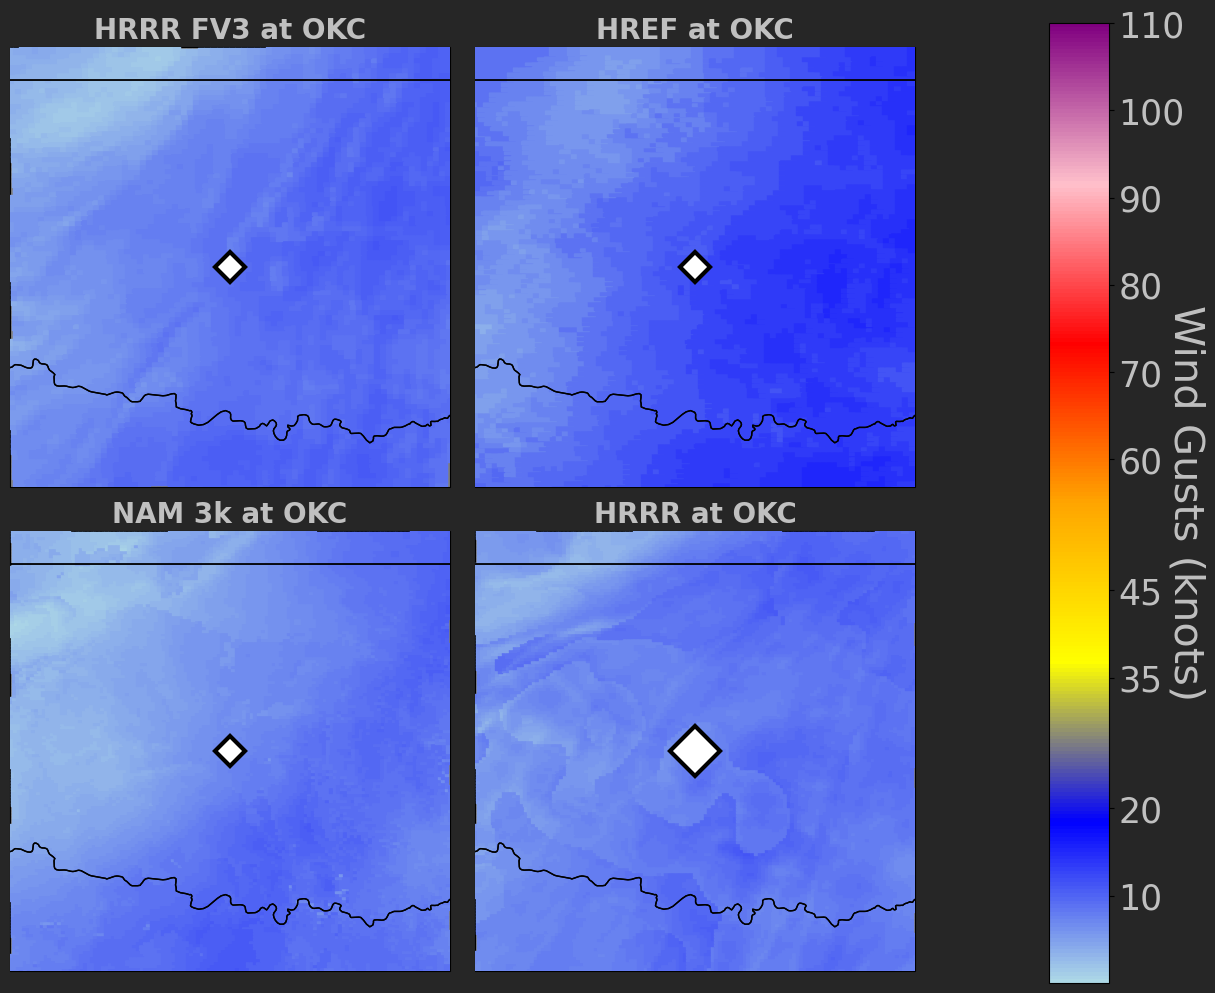 HRRR FV3 at OKC
HREF at OKC
NAM 3k at OKC
HRRR at OKC
110
100
90
80
70
60
45
35
20
10
Wind Gusts (knots)